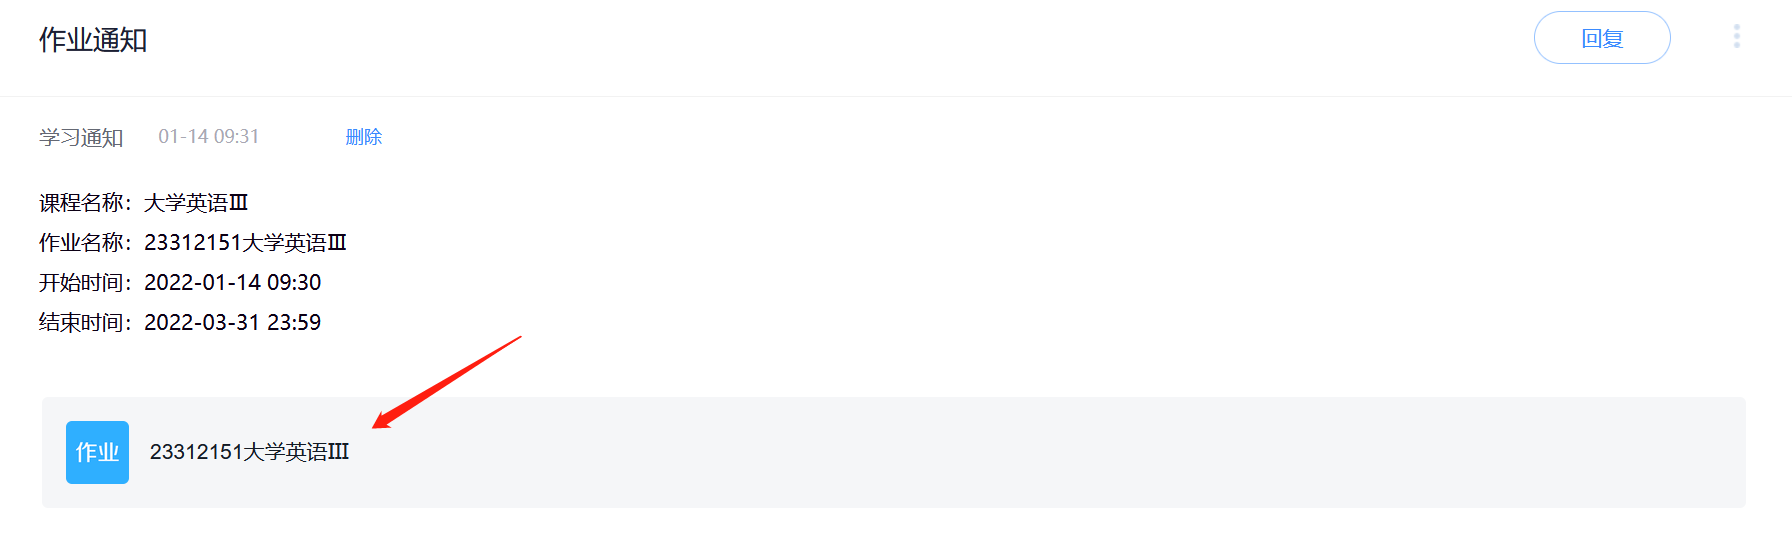 作业通知
回复
学习通知 01-14 09:31 删除
课程名称：大学英语Ⅲ
作业名称：23312151大学英语Ⅲ
开始时间：2022-01-14 09:30
结束时间：2022-03-31 23:59
作业 23312151大学英语Ⅲ